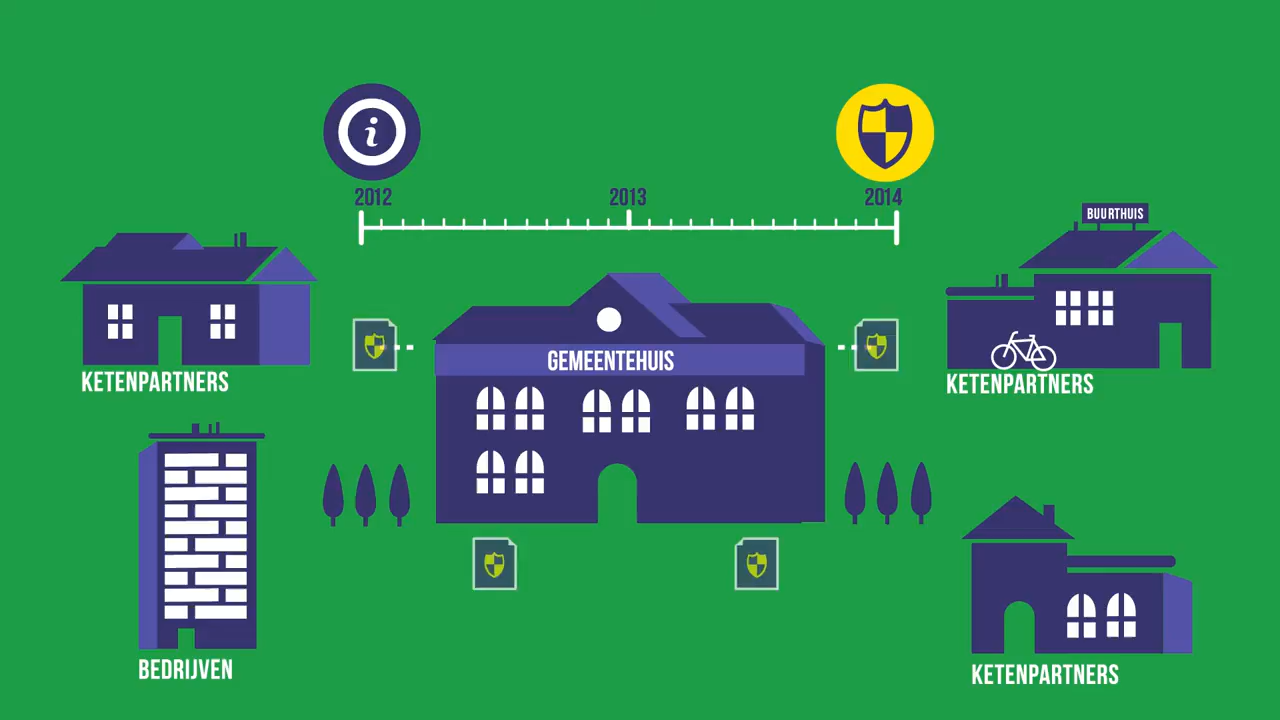 i
2012
2013
2014
BUURTHUIS
GEMEENTEHUIS
KETENPARTNERS
KETENPARTNERS
BEDRIJVEN
KETENPARTNERS